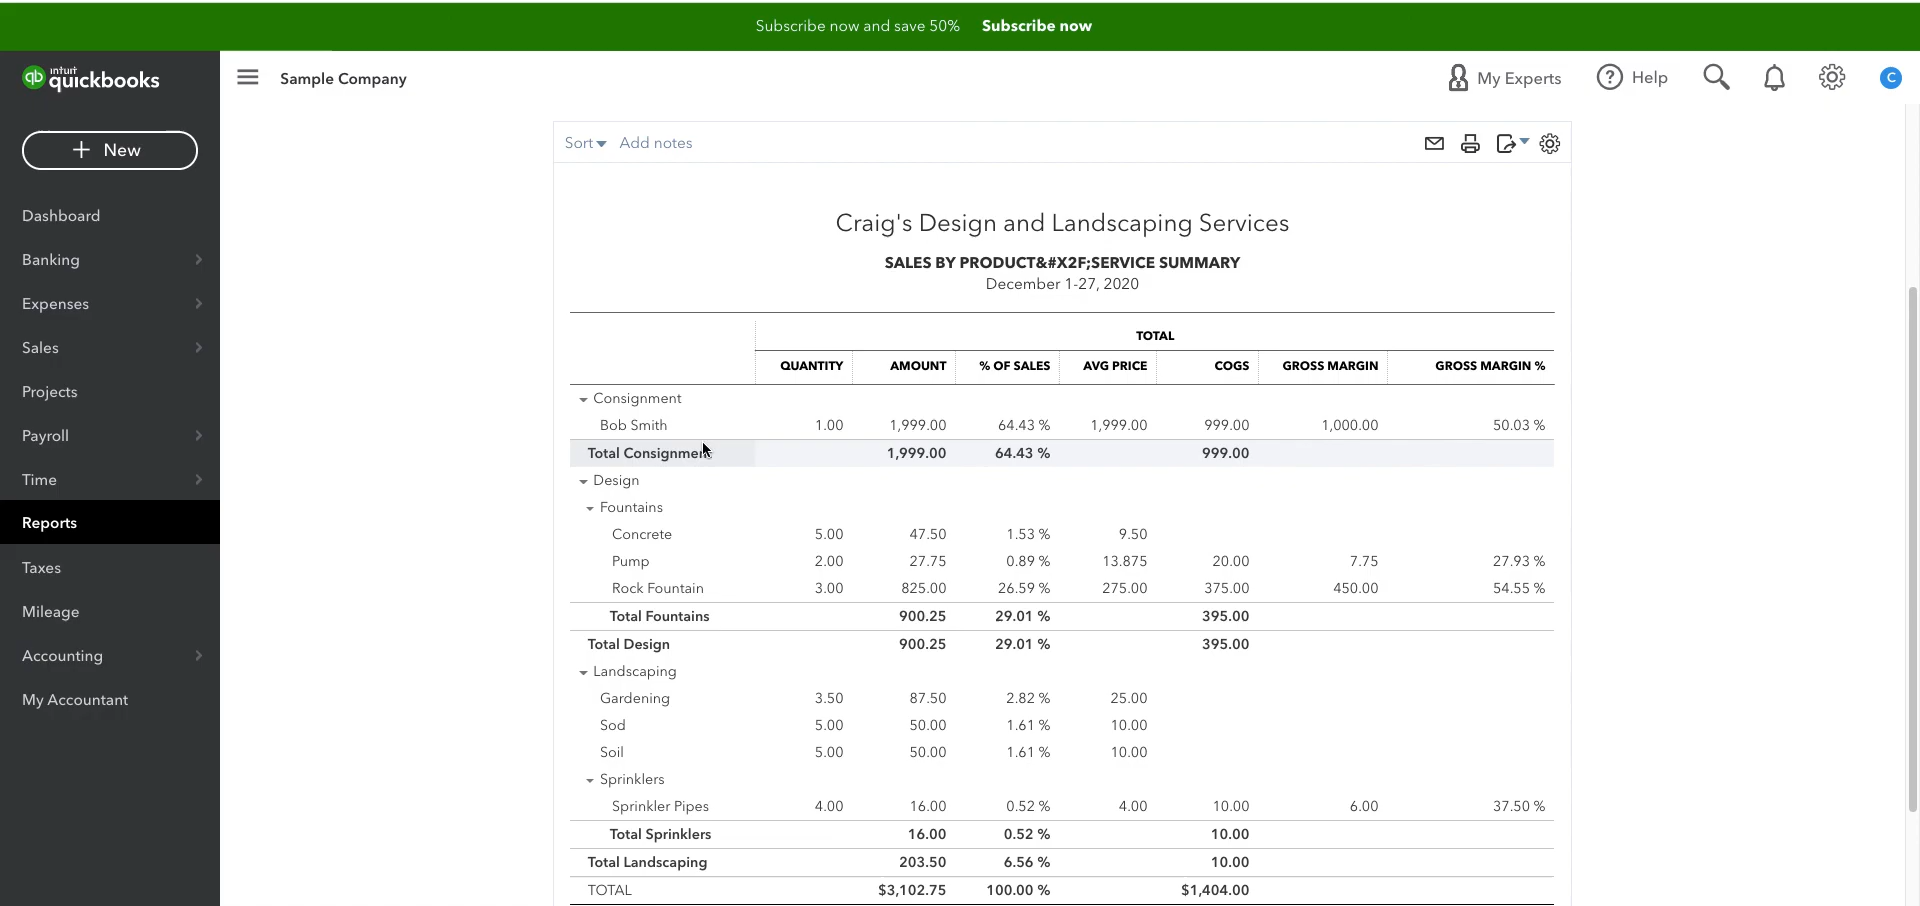 Subscribe now and save 50% Subscribe now
intuit quickbooks
Sample Company
My Experts Help C
+ New
Dashboard
Banking
Expenses
Sales
Projects
Payroll
Time
Reports
Taxes
Mileage
Accounting
My Accountant
Sort Add notes
Craig's Design and Landscaping Services
SALES BY PRODUCT&#X2F;SERVICE SUMMARY
December 1-27, 2020
TOTAL
QUANTITY AMOUNT % OF SALES AVG PRICE COGS GROSS MARGIN GROSS MARGIN %
Consignment
Bob Smith 1.00 1,999.00 64.43 % 1,999.00 999.00 1,000.00 50.03 %
Total Consignment 1,999.00 64.43 % 999.00
Design
Fountains
Concrete 5.00 47.50 1.53 % 9.50
Pump 2.00 27.75 0.89 % 13.875 20.00 7.75 27.93 %
Rock Fountain 3.00 825.00 26.59 % 275.00 375.00 450.00 54.55 %
Total Fountains 900.25 29.01 % 395.00
Total Design 900.25 29.01 % 395.00
Landscaping
Gardening 3.50 87.50 2.82 % 25.00
Sod 5.00 50.00 1.61 % 10.00
Soil 5.00 50.00 1.61 % 10.00
Sprinklers
Sprinkler Pipes 4.00 16.00 0.52 % 4.00 10.00 6.00 37.50 %
Total Sprinklers 16.00 0.52 % 10.00
Total Landscaping 203.50 6.56 % 10.00
TOTAL $3,102.75 100.00 % $1,404.00